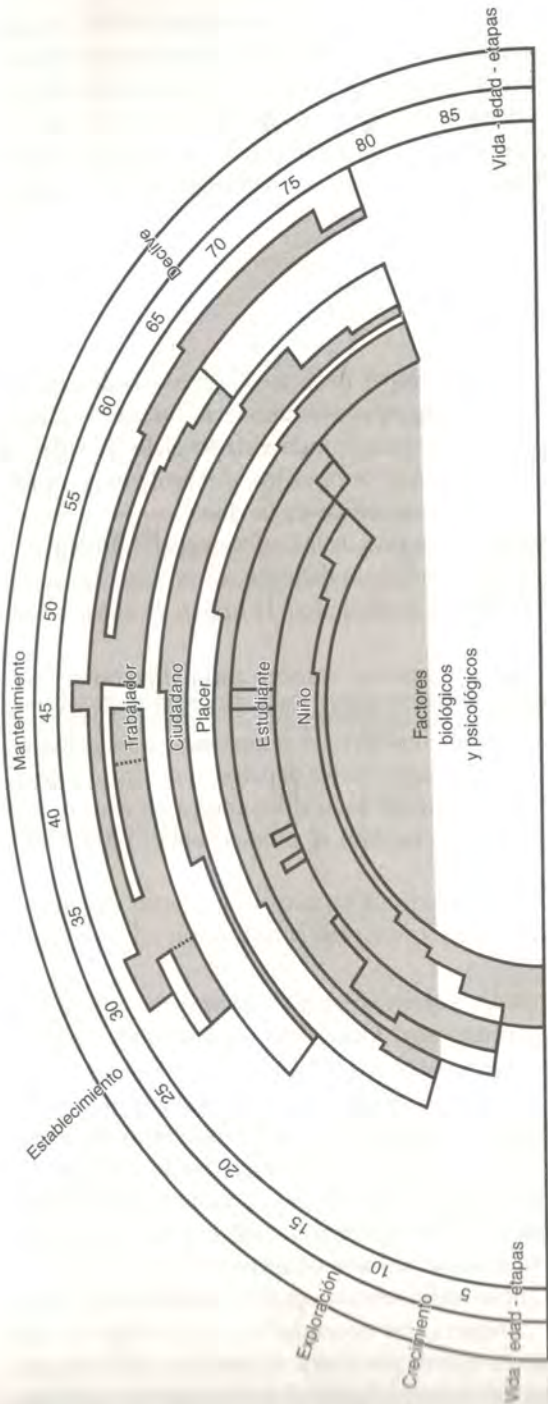 Vida - edad - etapas
Crecimiento
Exploración
Establecimiento
Mantenimiento
Declive
5
10
15
20
25
30
35
40
45
50
55
60
65
70
75
80
85
Vida - edad - etapas
Trabajador
Ciudadano
Placer
Estudiante
Niño
Factores
biológicos
y psicológicos